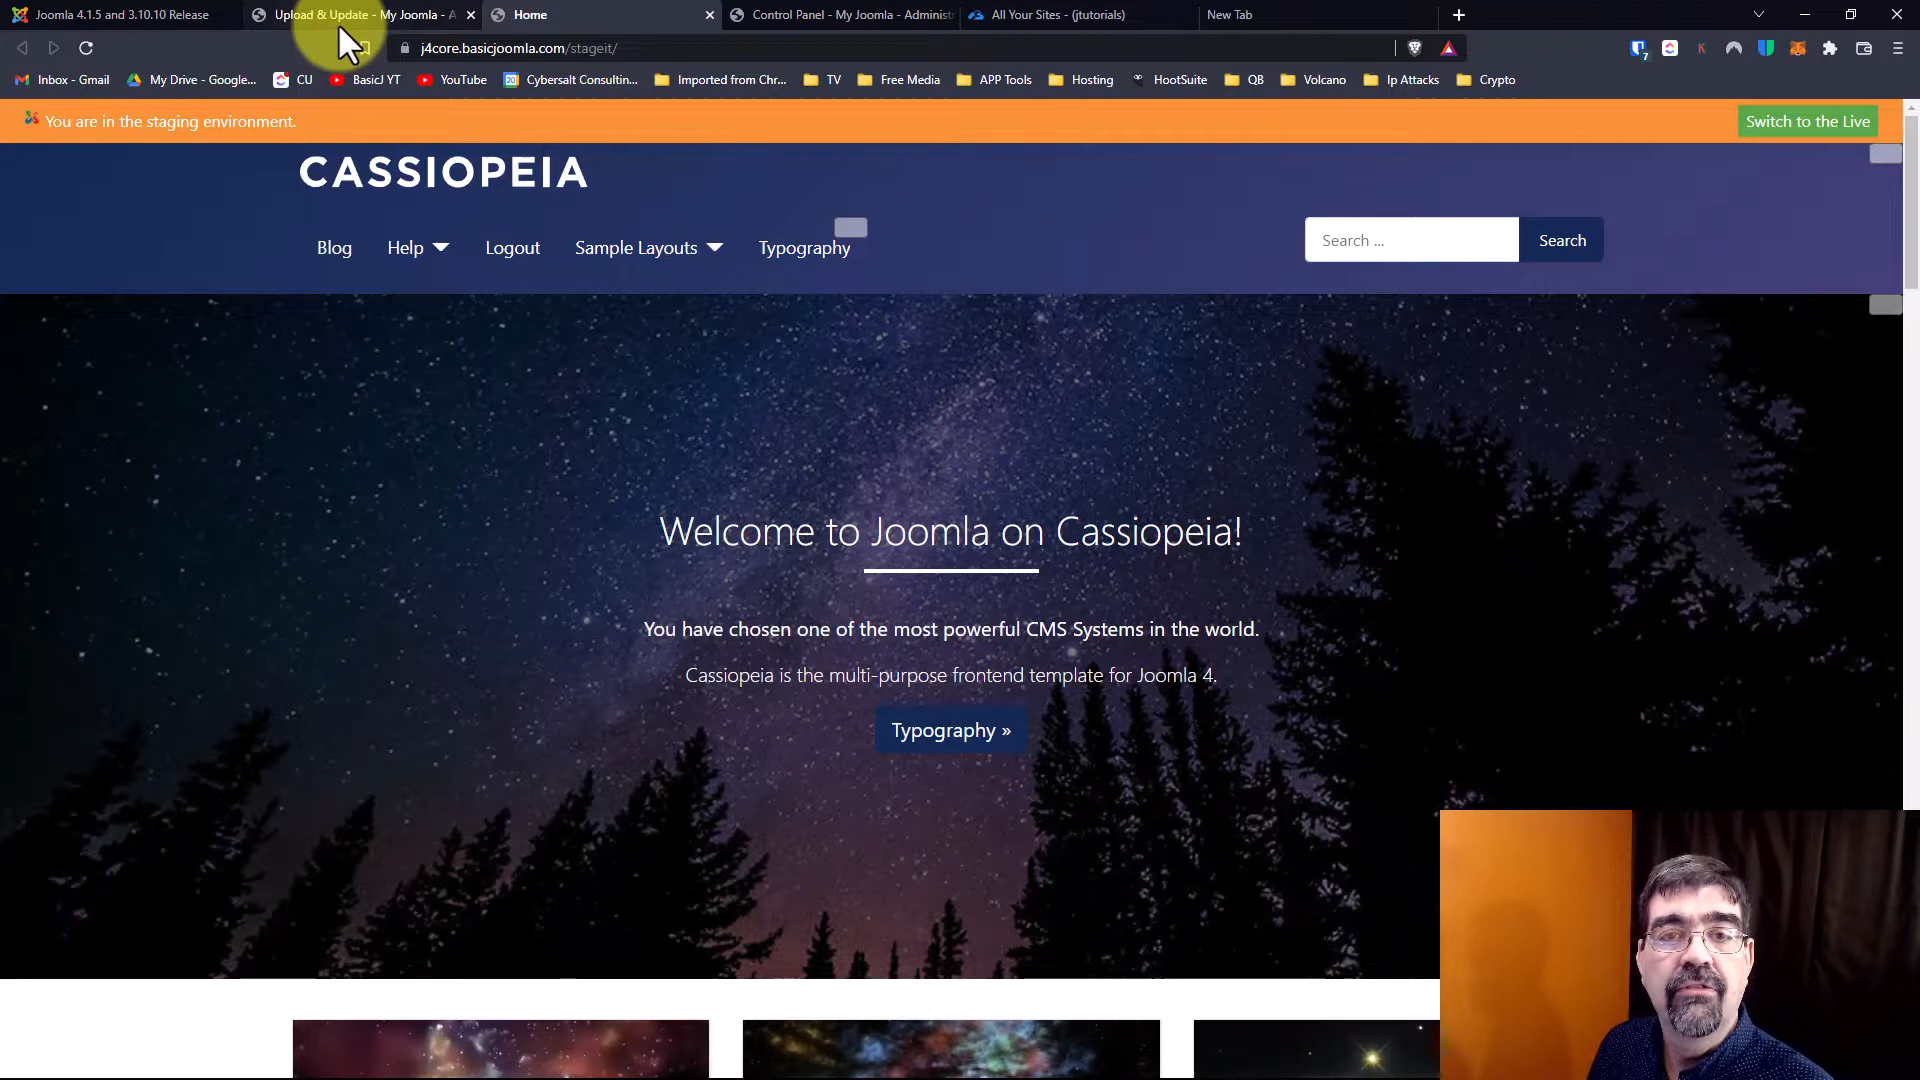 Joomla 4.1.5 and 3.10.10 Release
Upload & Update - My Joomla - A
Home
Control Panel - My Joomla - Administ
All Your Sites - (jtutorials)
New Tab
j4core.basicjoomla.com/stageit/
7
Inbox - Gmail
My Drive - Google...
CU
BasicJ YT
YouTube
20
Cybersalt Consultin...
Imported from Chr...
TV
Free Media
APP Tools
Hosting
HootSuite
QB
Volcano
Ip Attacks
Crypto
You are in the staging environment.
Switch to the Live
CASSIOPEIA
Blog
Help
Logout
Sample Layouts
Typography
Search ...
Search
Welcome to Joomla on Cassiopeia!
You have chosen one of the most powerful CMS Systems in the world.
Cassiopeia is the multi-purpose frontend template for Joomla 4.
Typography »